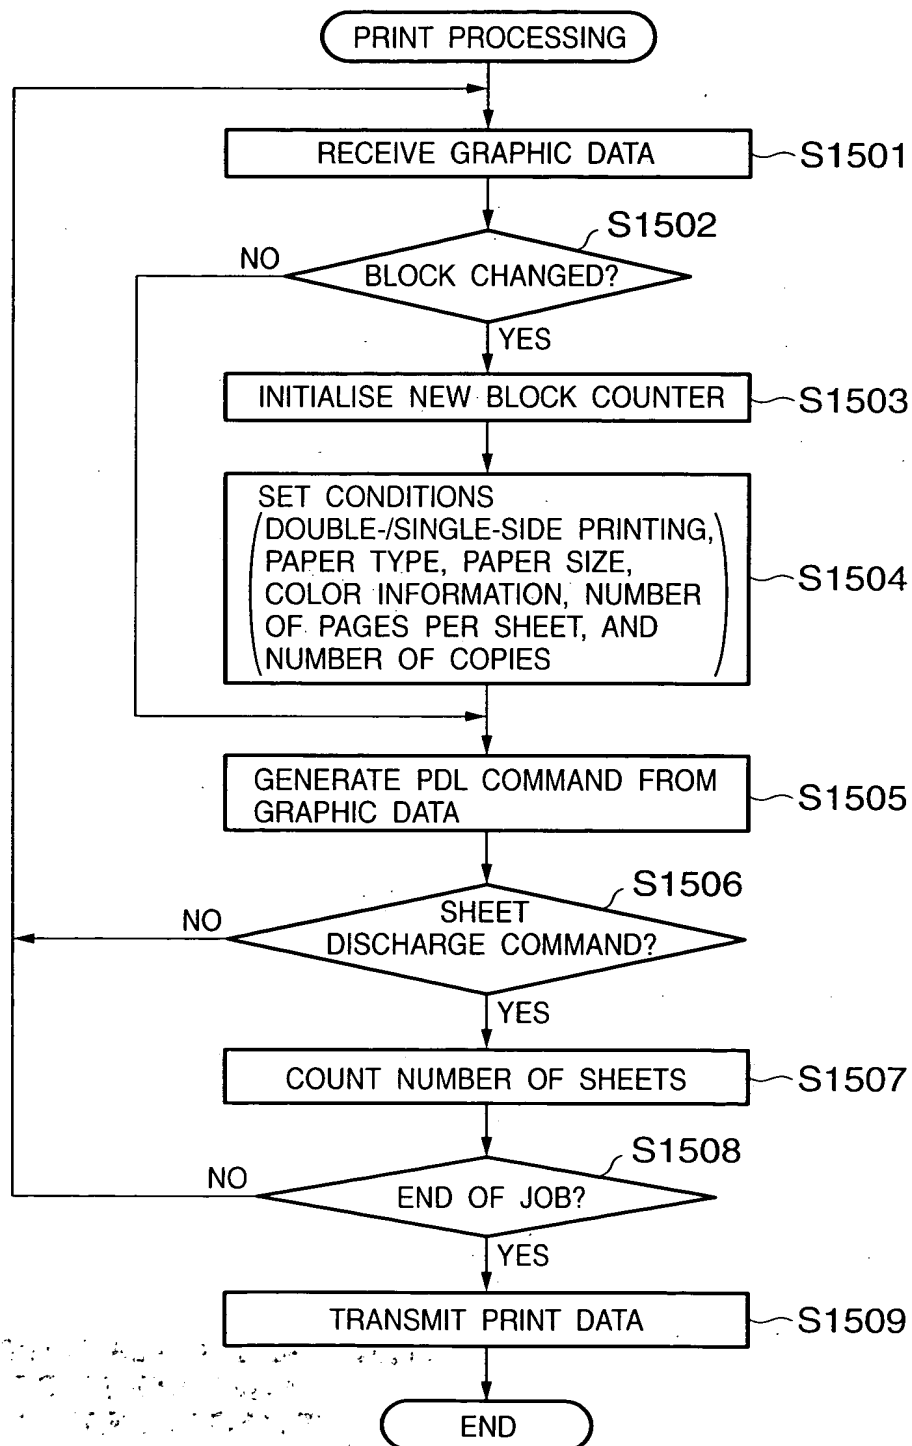 PRINT PROCESSING
RECEIVE GRAPHIC DATA
S1501
S1502
NO
BLOCK CHANGED?
YES
INITIALISE NEW BLOCK COUNTER
S1503
SET CONDITIONS
(DOUBLE-/SINGLE-SIDE PRINTING,
PAPER TYPE, PAPER SIZE,
COLOR INFORMATION, NUMBER
OF PAGES PER SHEET, AND
NUMBER OF COPIES)
S1504
GENERATE PDL COMMAND FROM
GRAPHIC DATA
S1505
S1506
NO
SHEET
DISCHARGE COMMAND?
YES
COUNT NUMBER OF SHEETS
S1507
S1508
NO
END OF JOB?
YES
TRANSMIT PRINT DATA
S1509
END